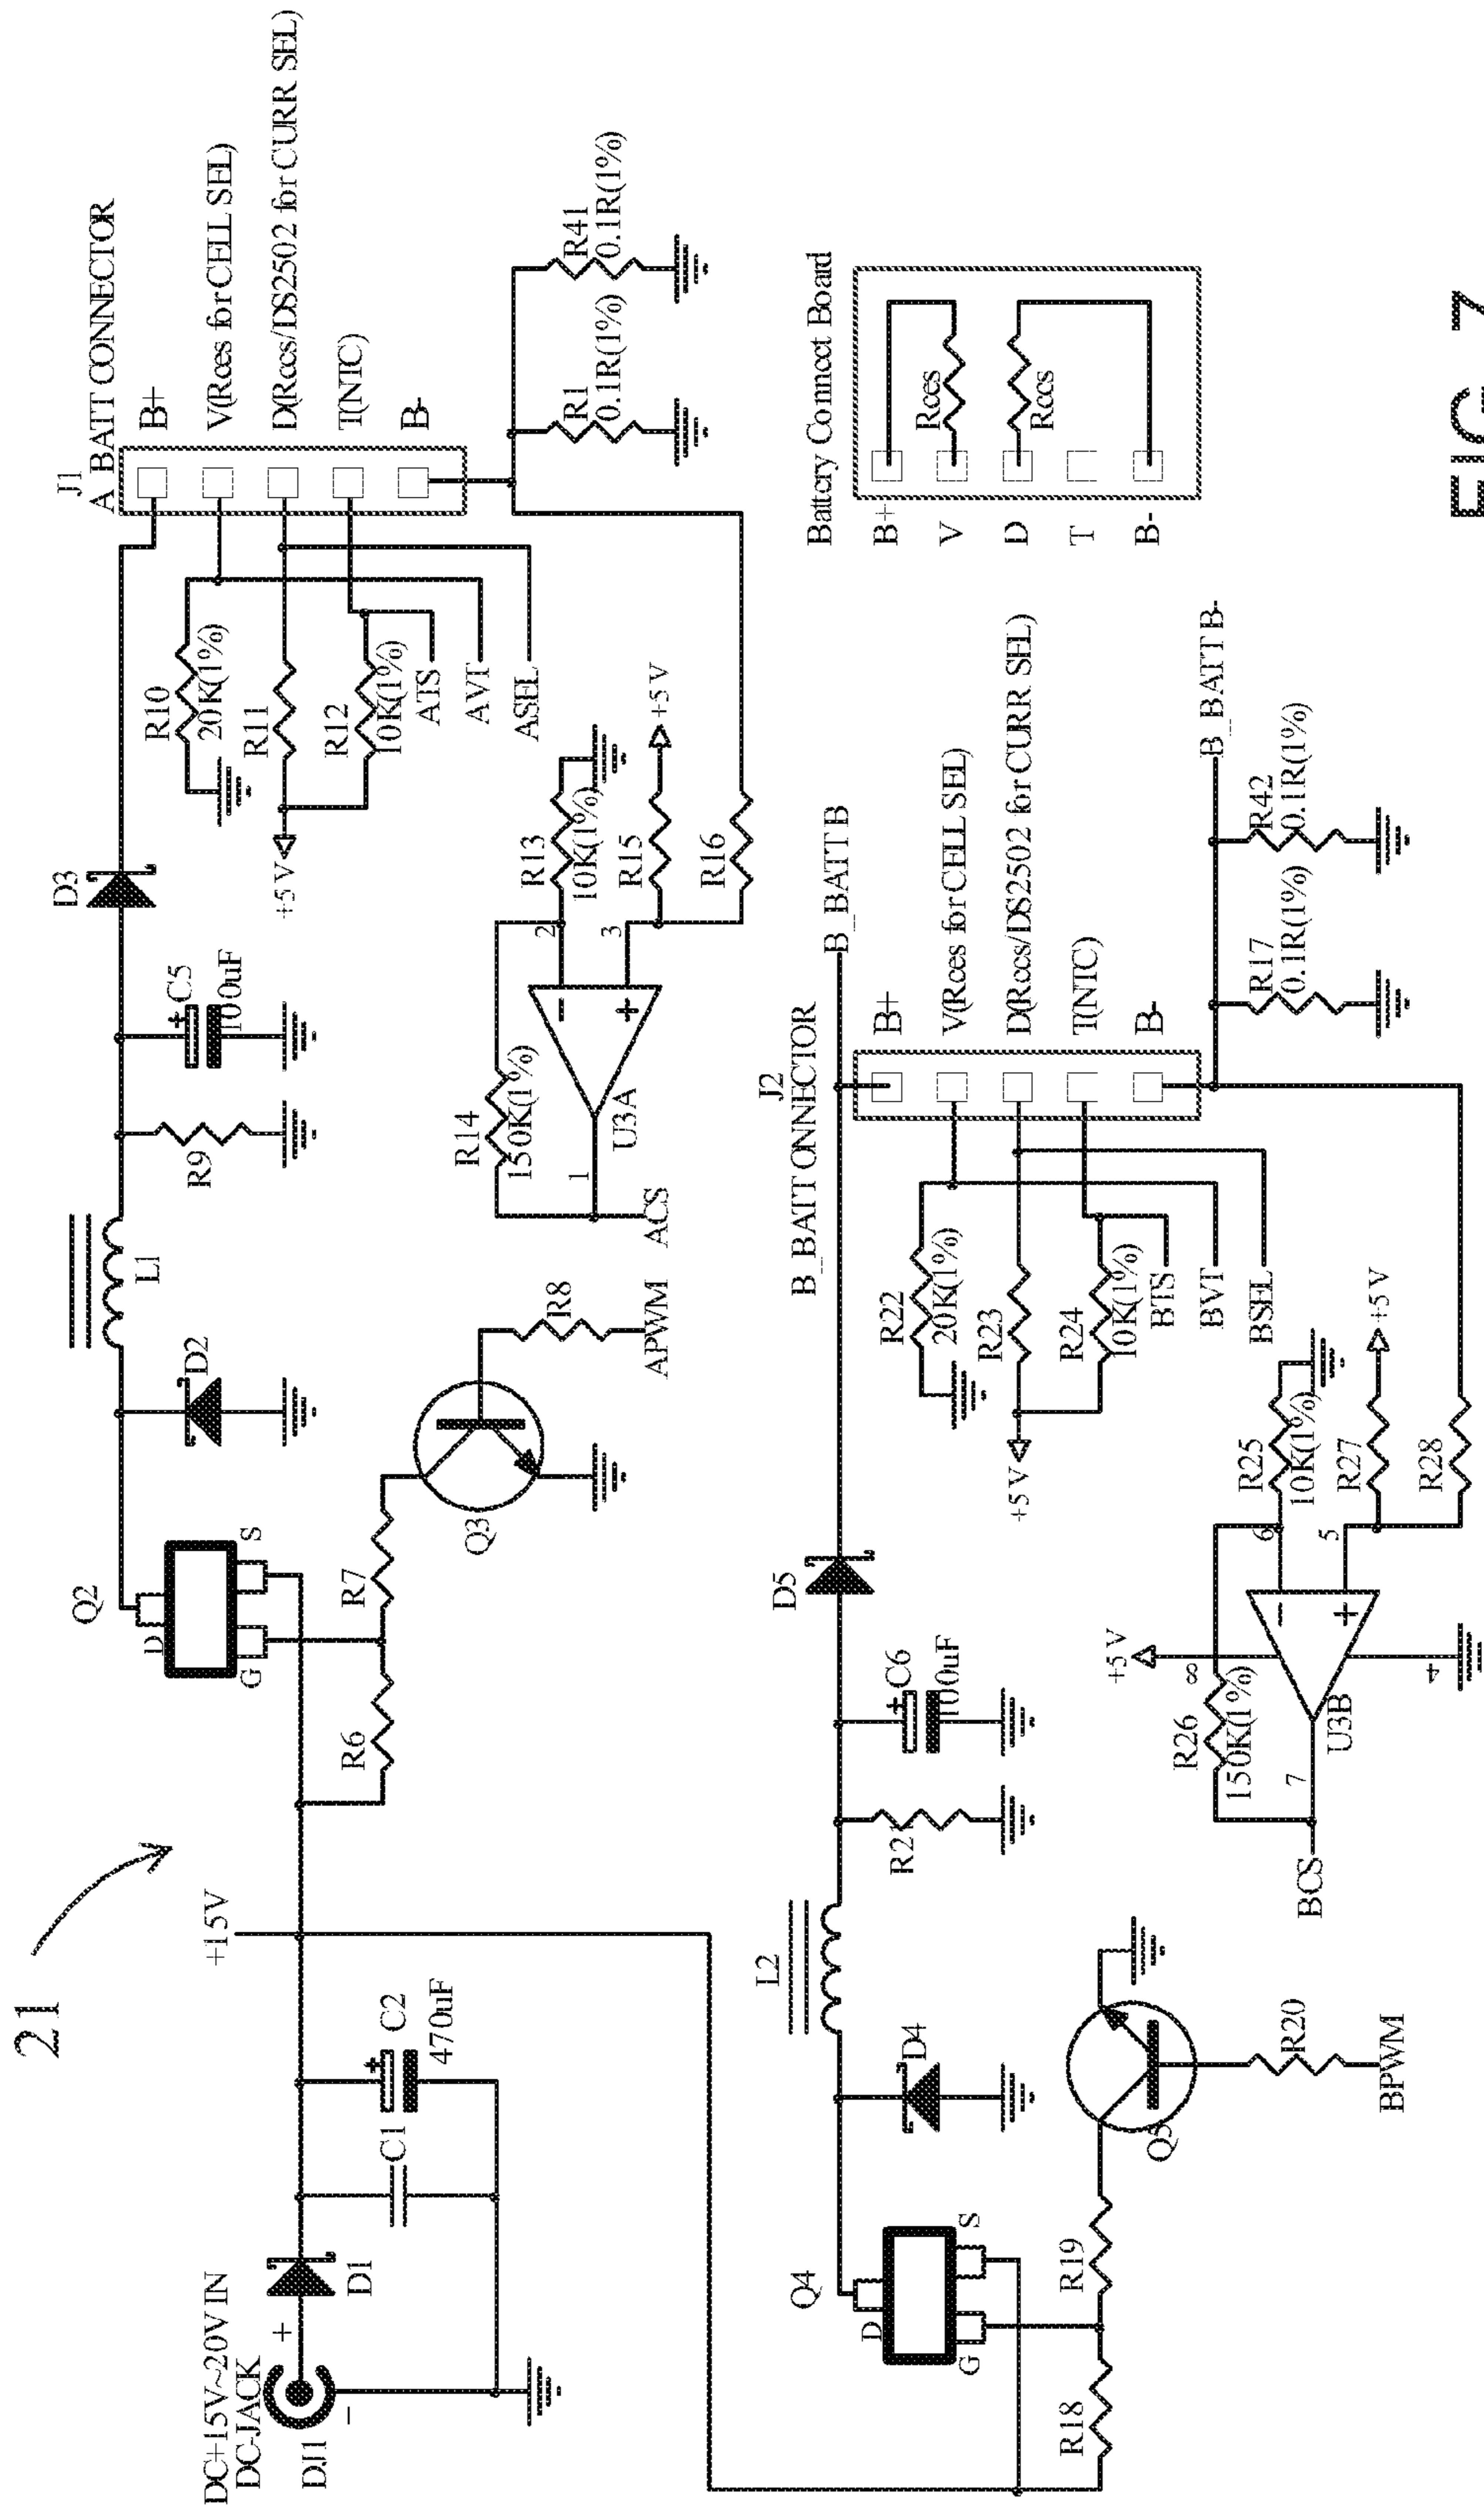 21
DC+15V~20V IN
DC-JACK
DJ1
+
−
D1
C1
C2
470uF
+
+15V
R6
R7
Q2
D
G
S
Q3
R8
APWM
D2
L1
R9
C5
100uF
+
D3
R10
20K(1%)
R11
R12
10K(1%)
+5V
ATS
AVT
ASEL
J1
A BATT CONNECTOR
B+
V(Rces for CELL SEL)
D(Rccs/DS2502 for CURR SEL)
T(NTC)
B-
R1
0.1R(1%)
R41
0.1R(1%)
R13
10K(1%)
R15
+5V
R16
R14
150K(1%)
2
3
1
−
+
U3A
ACS
Q4
D
G
S
R18
R19
Q5
R20
BPWM
D4
L2
R21
C6
100uF
+
D5
B_BATT B
J2
B_BATT ONNECTOR
B+
V(Rces for CELL SEL)
D(Rccs/DS2502 for CURR SEL)
T(NTC)
B-
R22
20K(1%)
R23
R24
10K(1%)
+5V
BTS
BVT
BSEL
B_BATT B-
R17
0.1R(1%)
R42
0.1R(1%)
R25
10K(1%)
R27
+5V
R28
R26
150K(1%)
+5V
8
6
5
7
4
−
+
U3B
BCS
Battery Connect Board
B+
V
D
T
B-
Rces
Rccs
FIG. 7